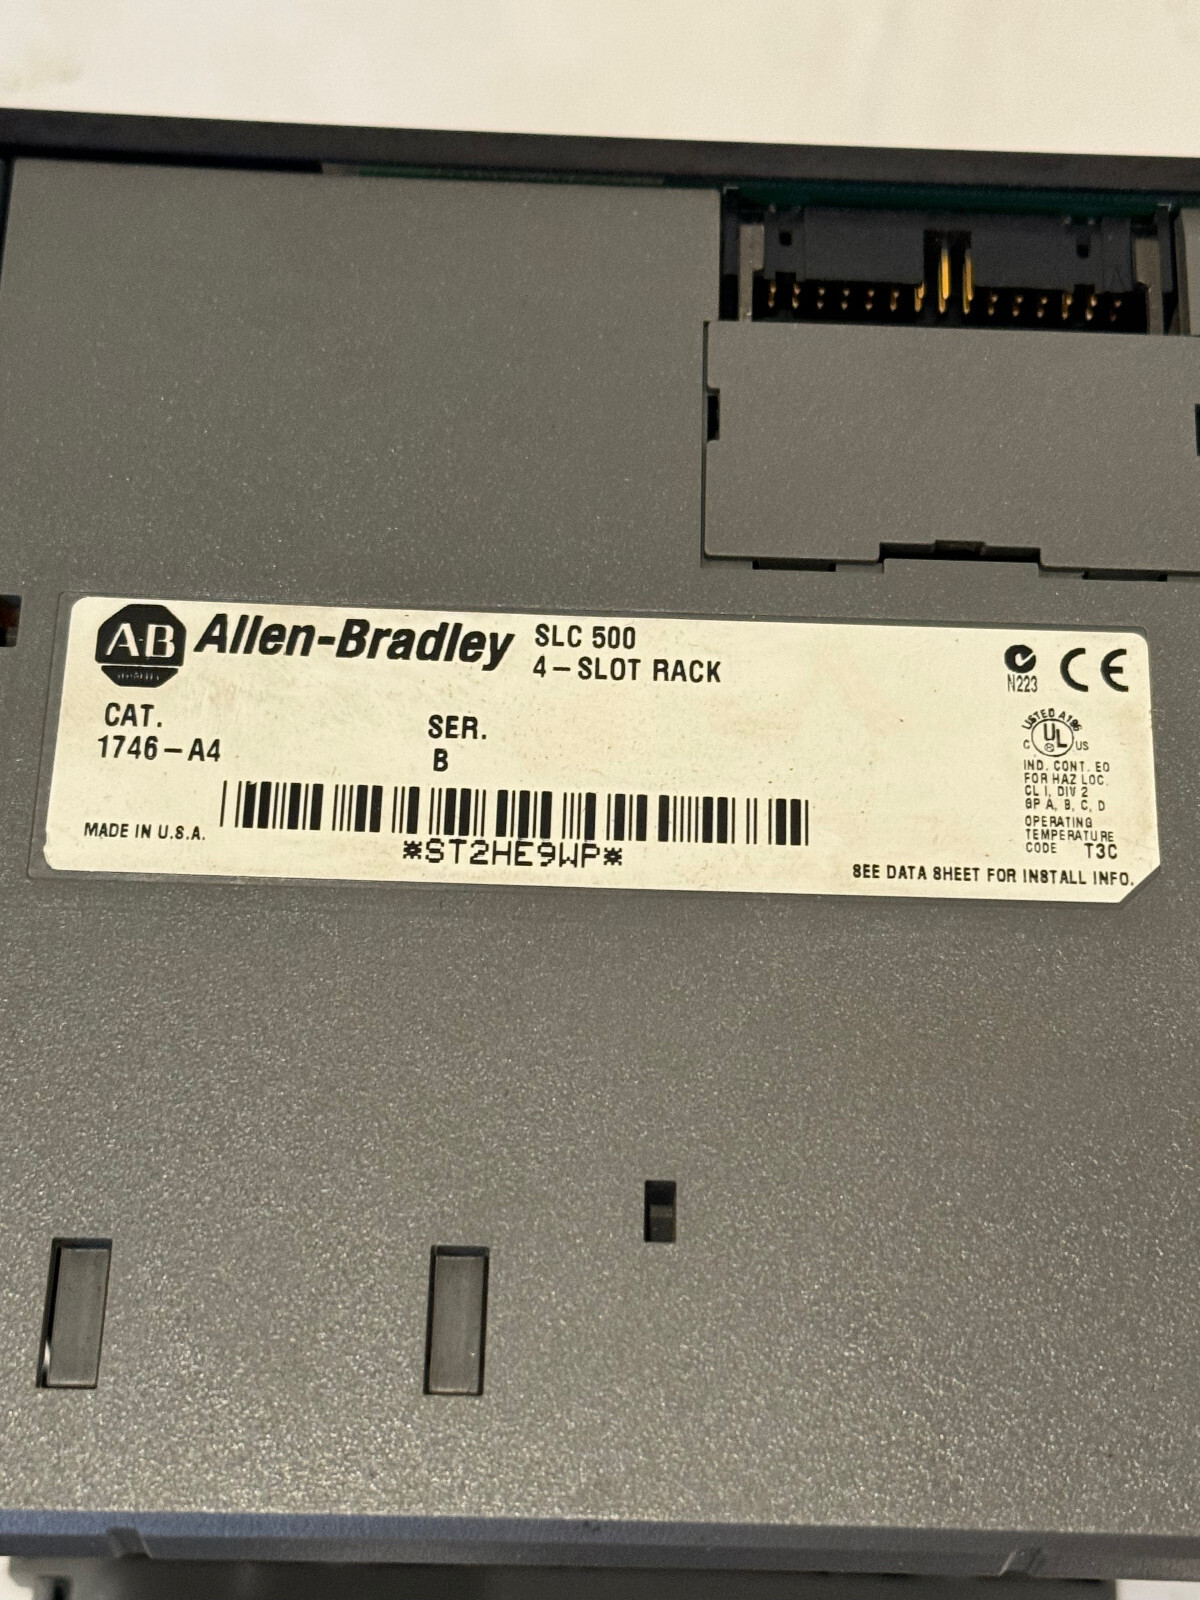 A-B
Allen-Bradley
SLC 500
4-SLOT RACK
N223
CE
CAT.
1746-A4
SER.
B
LISTED A196
C UL US
IND. CONT. EQ
FOR HAZ LOC.
CL I, DIV 2
GP A, B, C, D
OPERATING
TEMPERATURE
CODE T3C
MADE IN U.S.A.
*ST2HE9WP*
SEE DATA SHEET FOR INSTALL INFO.